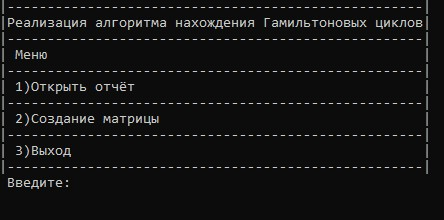 Реализация алгоритма нахождения Гамильтоновых циклов
Меню
1)Открыть отчёт
2)Создание матрицы
3)Выход
Введите: